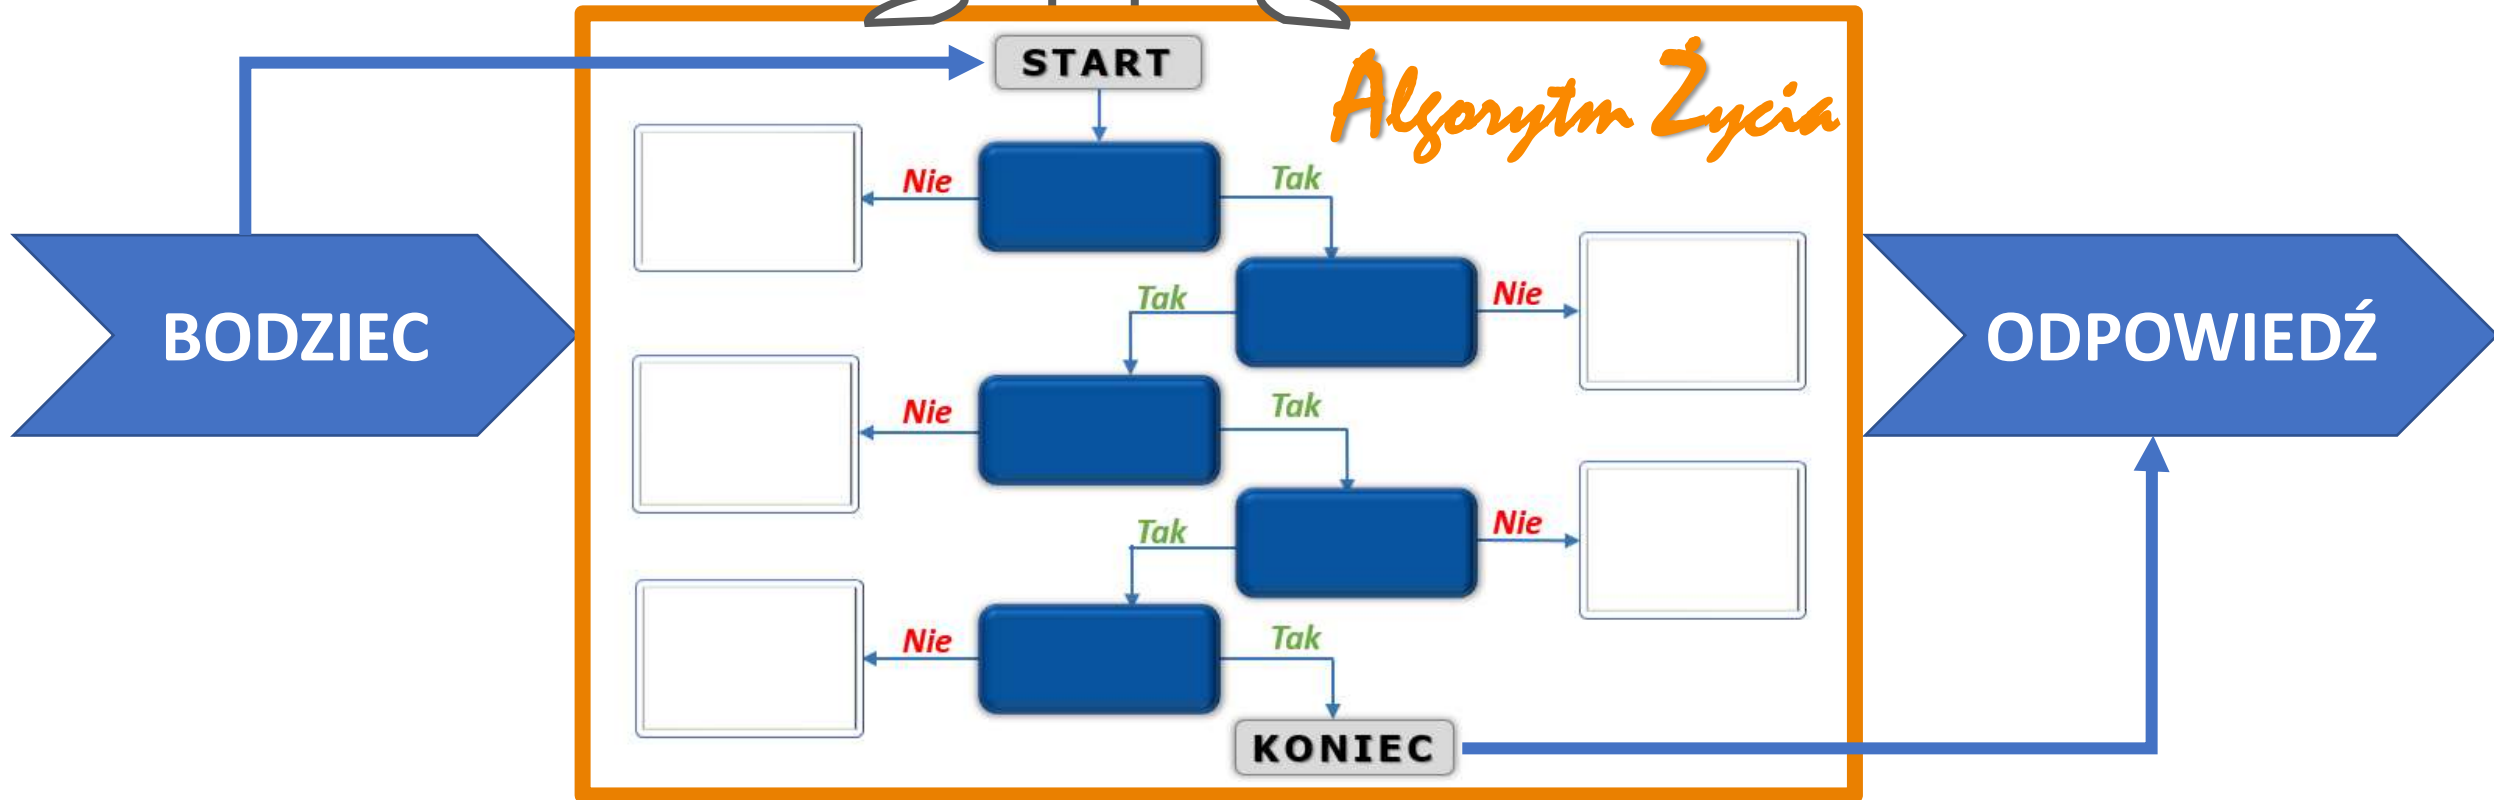 START
Algorytm Życia
Nie
Tak
Tak
Nie
BODZIEC
ODPOWIEDŹ
Nie
Tak
Tak
Nie
Nie
Tak
KONIEC